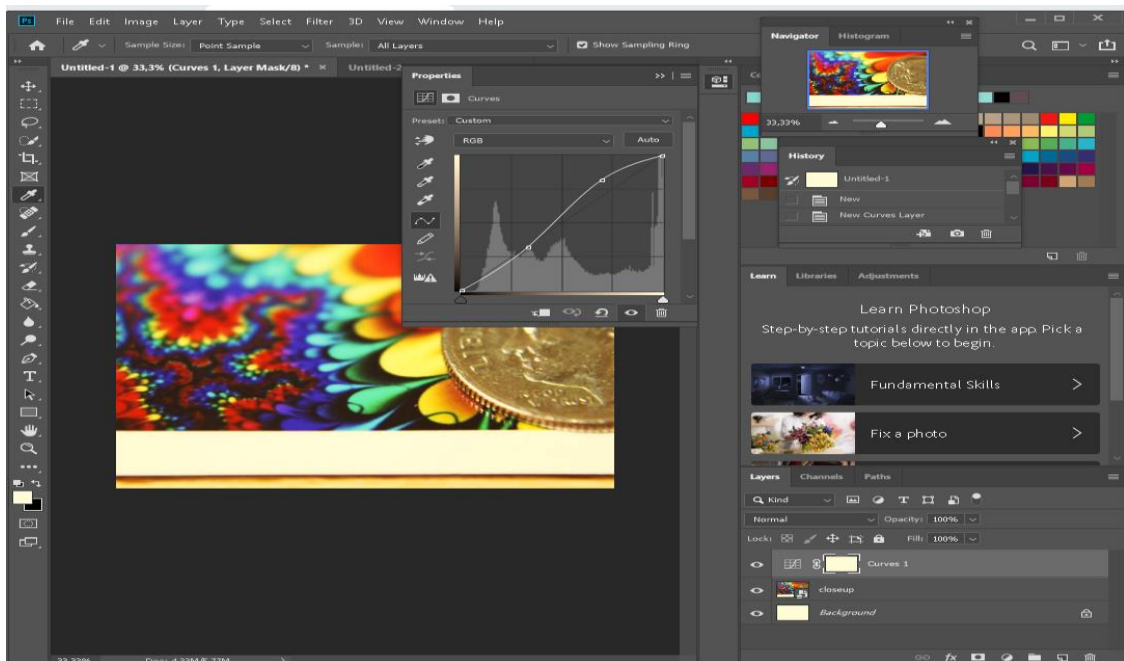 Ps File Edit Image Layer Type Select Filter 3D View Window Help
Sample Size: Point Sample Sample: All Layers Show Sampling Ring
Untitled-1 @ 33,3% (Curves 1, Layer Mask/8) * × Untitled-2
Properties
Curves
Preset: Custom
RGB Auto
Navigator Histogram
33,33%
History
Untitled-1
New
New Curves Layer
Learn Libraries Adjustments
Learn Photoshop
Step-by-step tutorials directly in the app. Pick a
topic below to begin.
Fundamental Skills
Fix a photo
Layers Channels Paths
Kind
Normal Opacity: 100%
Lock: Fill: 100%
Curves 1
closeup
Background
fx
33,33%